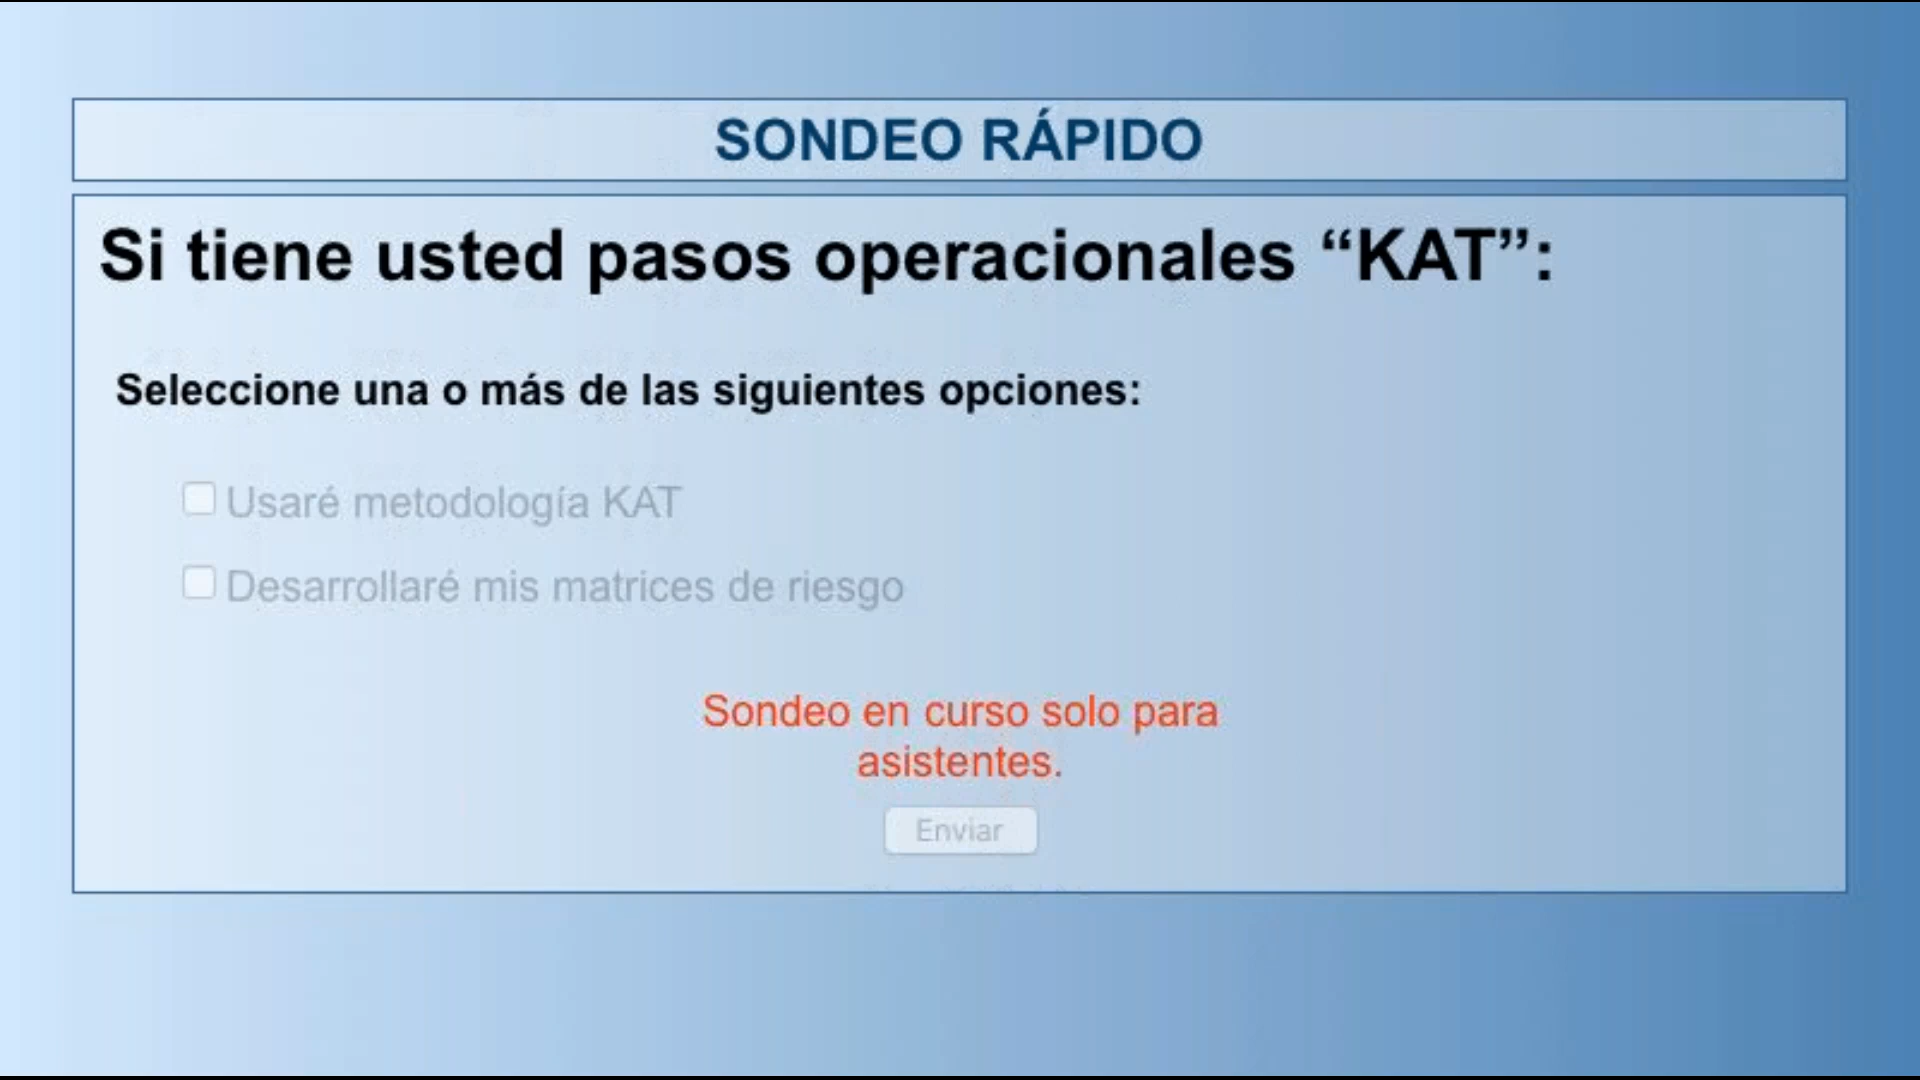 SONDEO RÁPIDO
Si tiene usted pasos operacionales “KAT”:
Seleccione una o más de las siguientes opciones:
Usaré metodología KAT
Desarrollaré mis matrices de riesgo
Sondeo en curso solo para
asistentes.
Enviar